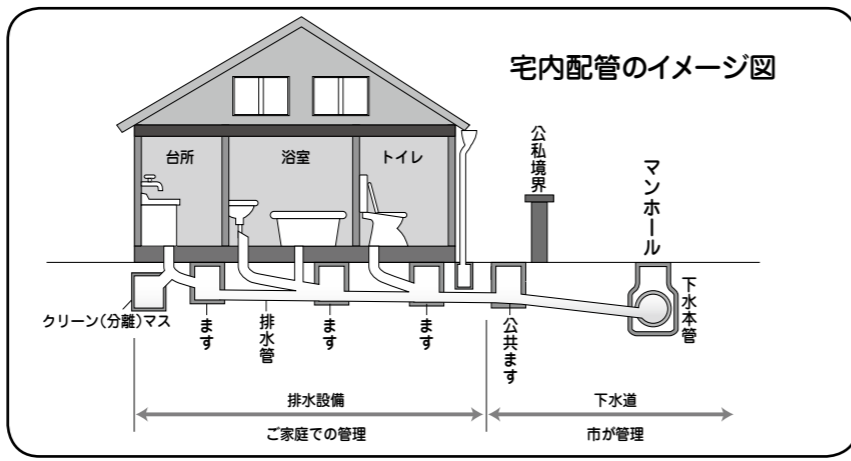 宅内配管のイメージ図
台所
浴室
トイレ
公私境界
マンホール
クリーン(分離)マス
ます
排水管
ます
ます
公共ます
下水本管
排水設備
下水道
ご家庭での管理
市が管理